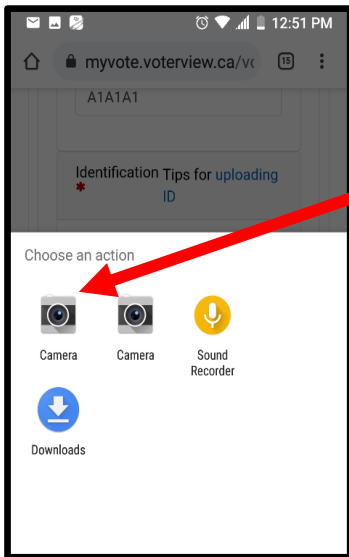 12:51 PM
myvote.voterview.ca/vo
15
A1A1A1
Identification Tips for uploading
* ID
Choose an action
Camera Camera Sound
Recorder
Downloads